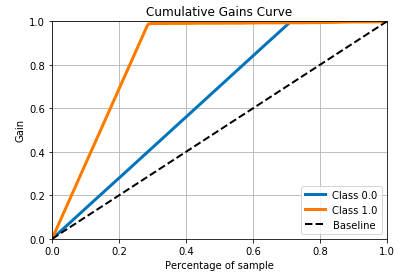 Cumulative Gains Curve
1.0
0.8
0.6
0.4
0.2
0.0
Gain
0.0 0.2 0.4 0.6 0.8 1.0
Percentage of sample
Class 0.0
Class 1.0
Baseline